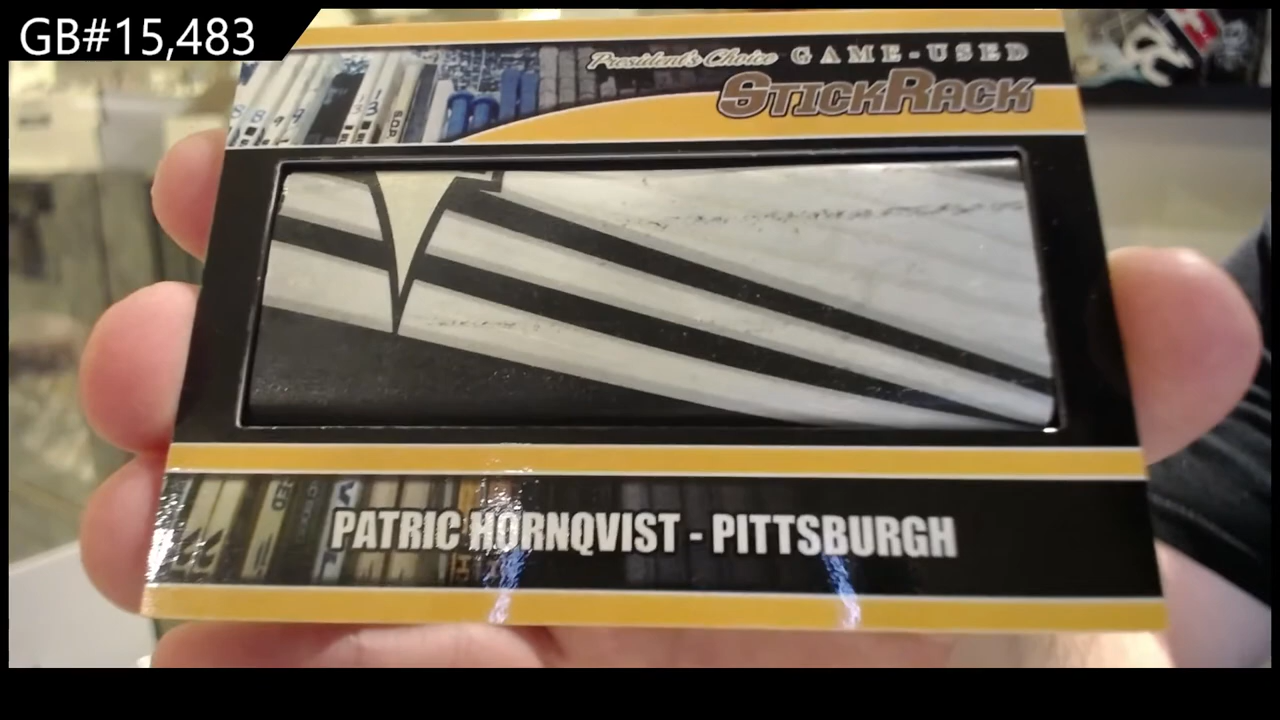 GB#15,483
President's Choice GAME-USED
STICKRACK
PATRIC HORNQVIST - PITTSBURGH